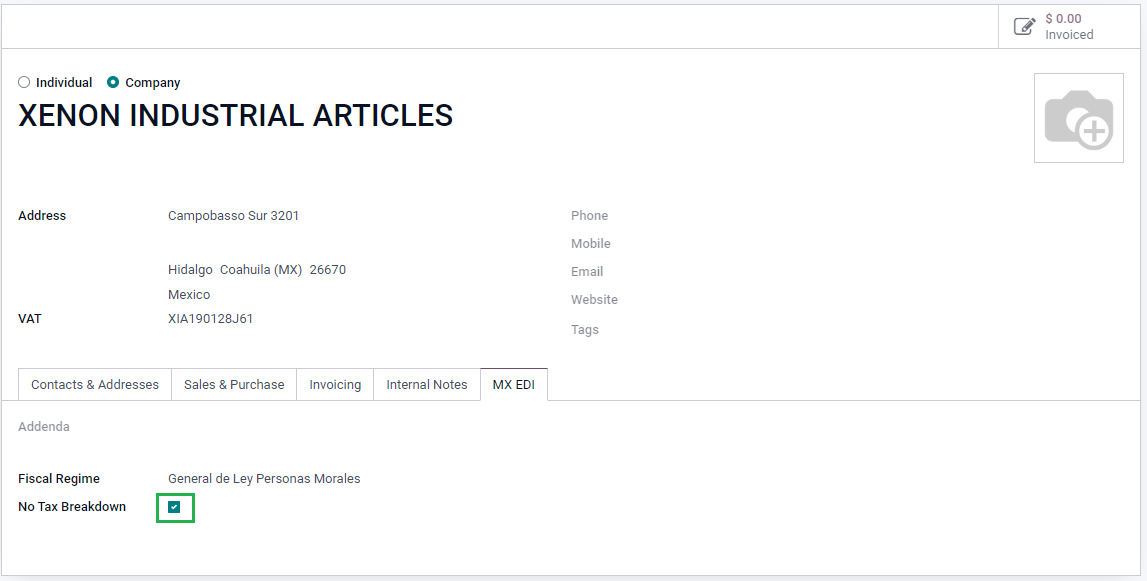 $ 0.00
Invoiced
Individual Company
XENON INDUSTRIAL ARTICLES
Address Campobasso Sur 3201 Phone
Mobile
Hidalgo Coahuila (MX) 26670 Email
Mexico Website
VAT XIA190128J61
Tags
Contacts & Addresses Sales & Purchase Invoicing Internal Notes MX EDI
Addenda
Fiscal Regime General de Ley Personas Morales
No Tax Breakdown